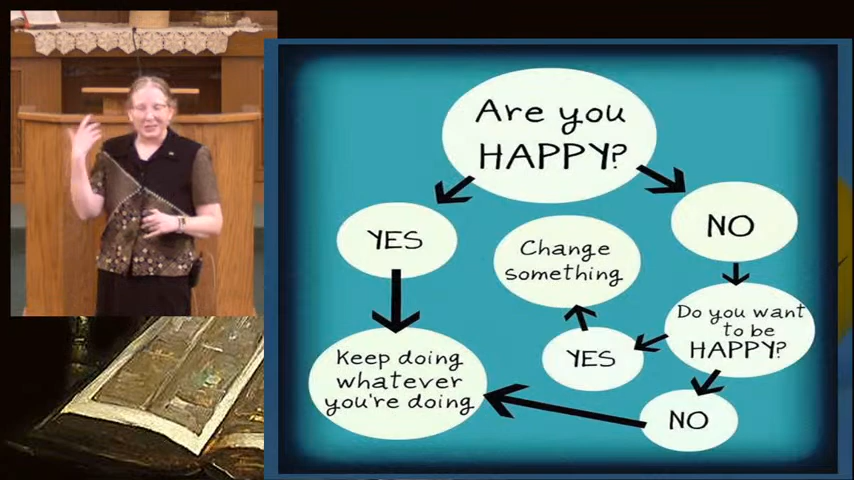 Are you
HAPPY?
YES
NO
Change
something
Do you want
to be
HAPPY?
YES
Keep doing
whatever
you're doing
NO